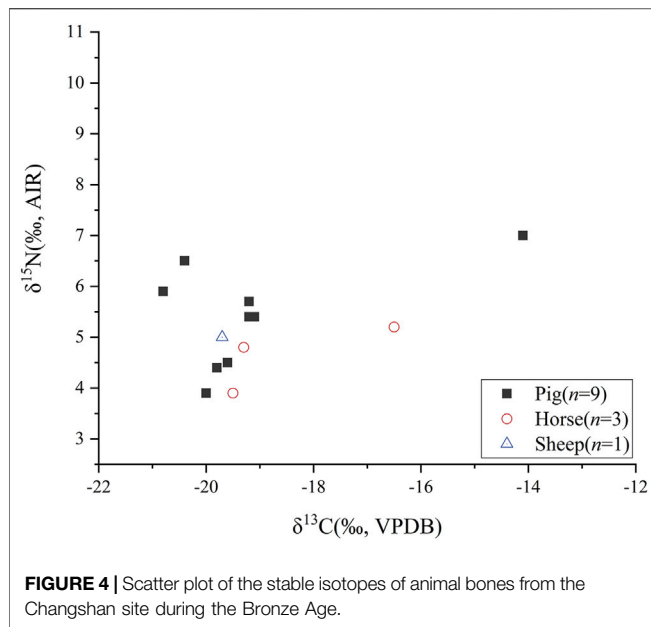 11
10
9
8
7
6
5
4
3
δ¹⁵N(‰, AIR)
-22
-20
-18
-16
-14
-12
δ¹³C(‰, VPDB)
Pig(n=9)
Horse(n=3)
Sheep(n=1)
FIGURE 4 | Scatter plot of the stable isotopes of animal bones from the
Changshan site during the Bronze Age.